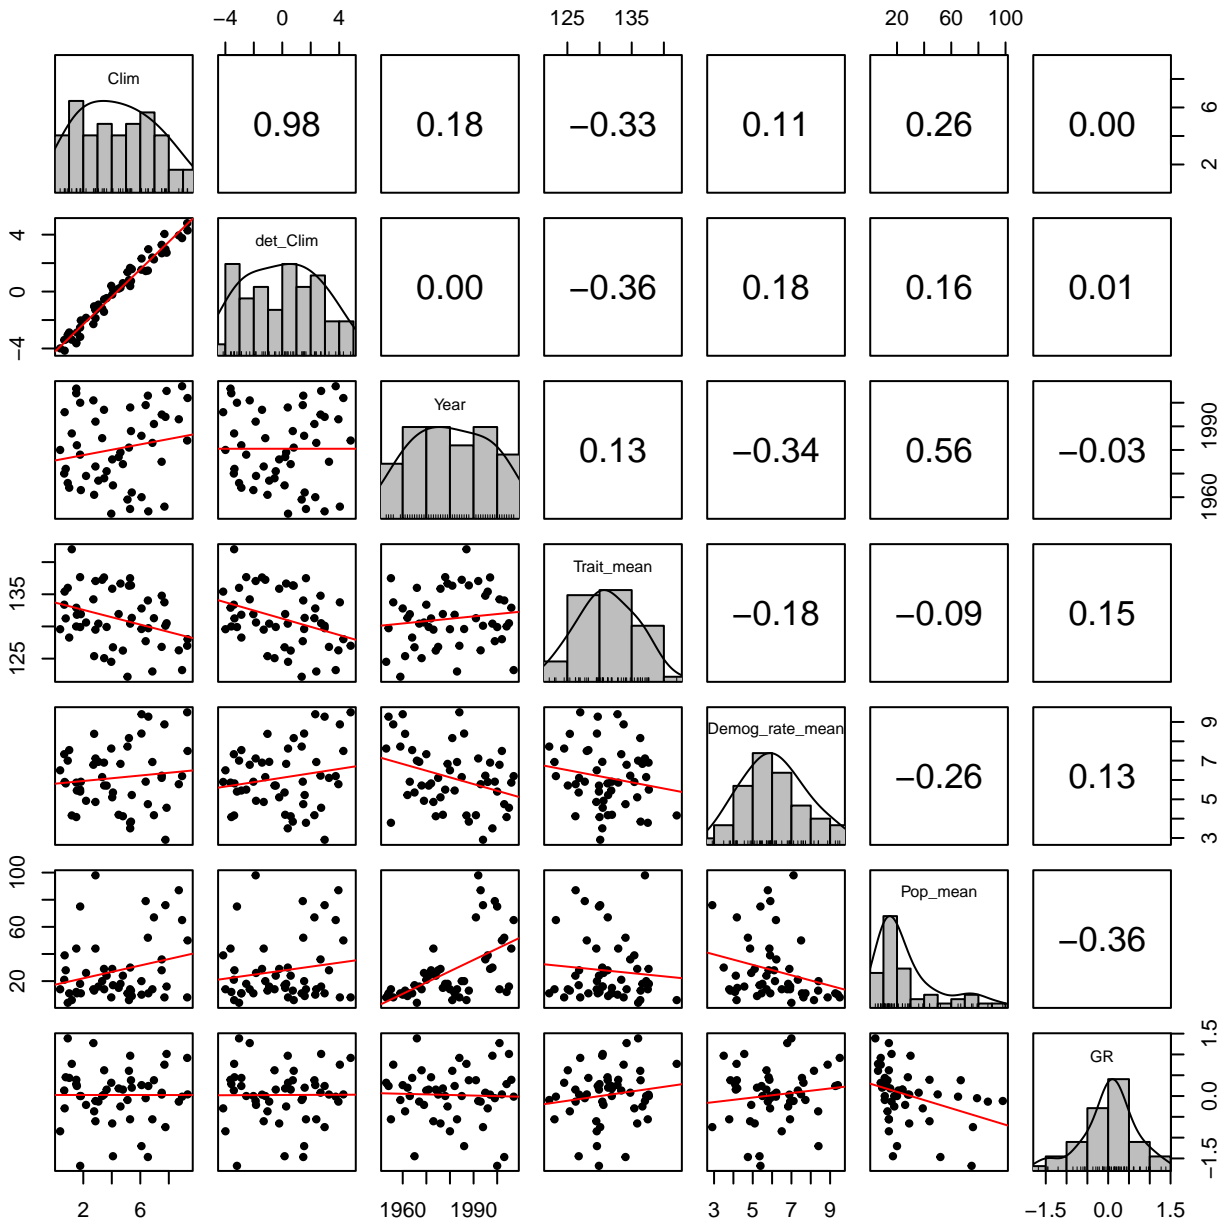 −4 0 4 125 135 20 60 100
Clim 0.98 0.18 −0.33 0.11 0.26 0.00 2 6
−4 0 4 det_Clim 0.00 −0.36 0.18 0.16 0.01
Year 0.13 −0.34 0.56 −0.03 1960 1990
125 135 Trait_mean −0.18 −0.09 0.15
Demog_rate_mean −0.26 0.13 3 5 7 9
20 60 100 Pop_mean −0.36
GR −1.5 0.0 1.5
2 6 1960 1990 3 5 7 9 −1.5 0.0 1.5